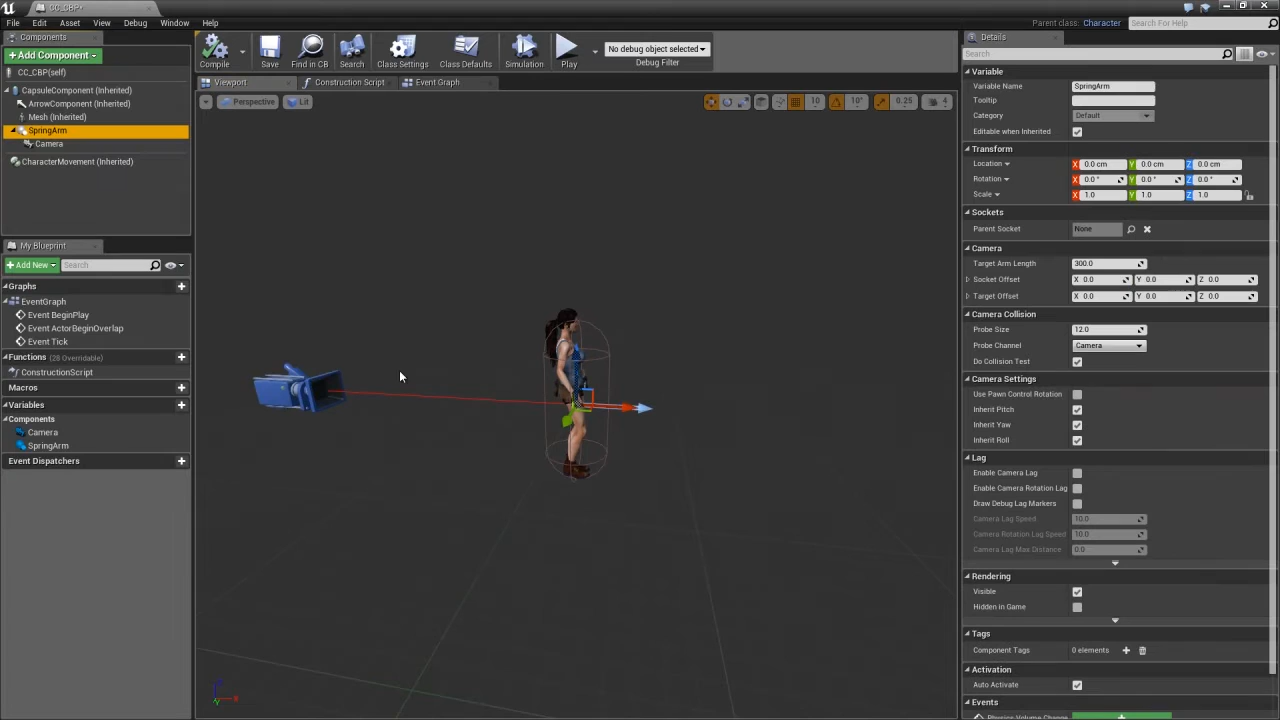 CC_CBP*
File Edit Asset View Debug Window Help
Parent class: Character
Search For Help
Components
+Add Component
CC_CBP(self)
CapsuleComponent (Inherited)
ArrowComponent (Inherited)
Mesh (Inherited)
SpringArm
Camera
CharacterMovement (Inherited)
My Blueprint
+Add New
Search
Graphs
EventGraph
Event BeginPlay
Event ActorBeginOverlap
Event Tick
Functions (28 Overridable)
ConstructionScript
Macros
Variables
Components
Camera
SpringArm
Event Dispatchers
Compile Save Find in CB Search Class Settings Class Defaults Simulation Play
No debug object selected
Debug Filter
Viewport Construction Script Event Graph
Perspective Lit
10 10° 0.25 4
Details
Search
Variable
Variable Name SpringArm
Tooltip
Category Default
Editable when Inherited
Transform
Location X 0.0 cm Y 0.0 cm Z 0.0 cm
Rotation X 0.0 ° Y 0.0 ° Z 0.0 °
Scale X 1.0 Y 1.0 Z 1.0
Sockets
Parent Socket None
Camera
Target Arm Length 300.0
Socket Offset X 0.0 Y 0.0 Z 0.0
Target Offset X 0.0 Y 0.0 Z 0.0
Camera Collision
Probe Size 12.0
Probe Channel Camera
Do Collision Test
Camera Settings
Use Pawn Control Rotation
Inherit Pitch
Inherit Yaw
Inherit Roll
Lag
Enable Camera Lag
Enable Camera Rotation Lag
Draw Debug Lag Markers
Camera Lag Speed 10.0
Camera Rotation Lag Speed 10.0
Camera Lag Max Distance 0.0
Rendering
Visible
Hidden in Game
Tags
Component Tags 0 elements
Activation
Auto Activate
Events
Physics Volume Change